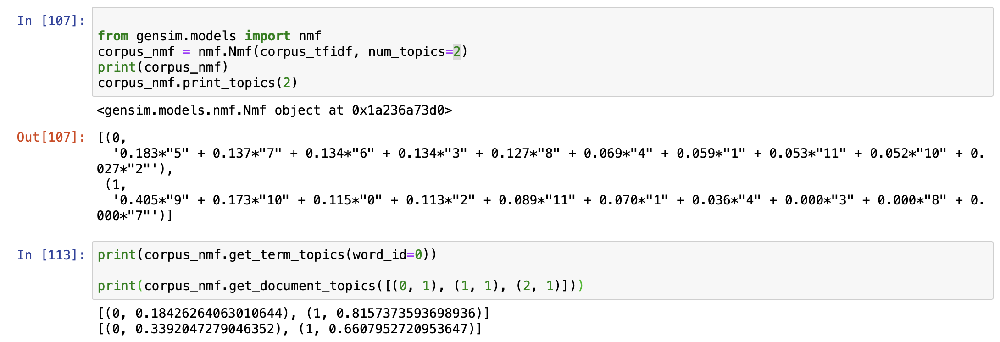 In [107]:
from gensim.models import nmf
corpus_nmf = nmf.Nmf(corpus_tfidf, num_topics=2)
print(corpus_nmf)
corpus_nmf.print_topics(2)
<gensim.models.nmf.Nmf object at 0x1a236a73d0>
Out[107]: [(0,
'0.183*"5" + 0.137*"7" + 0.134*"6" + 0.134*"3" + 0.127*"8" + 0.069*"4" + 0.059*"1" + 0.053*"11" + 0.052*"10" + 0.
027*"2"'),
(1,
'0.405*"9" + 0.173*"10" + 0.115*"0" + 0.113*"2" + 0.089*"11" + 0.070*"1" + 0.036*"4" + 0.000*"3" + 0.000*"8" + 0.
000*"7"')]
In [113]: print(corpus_nmf.get_term_topics(word_id=0))
print(corpus_nmf.get_document_topics([(0, 1), (1, 1), (2, 1)]))
[(0, 0.18426264063010644), (1, 0.8157373593698936)]
[(0, 0.3392047279046352), (1, 0.6607952720953647)]